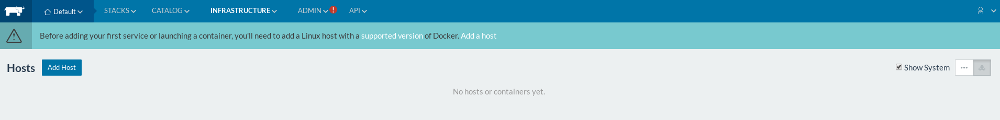 Default STACKS CATALOG INFRASTRUCTURE ADMIN ! API
Before adding your first service or launching a container, you'll need to add a Linux host with a supported version of Docker. Add a host
Hosts Add Host Show System
No hosts or containers yet.